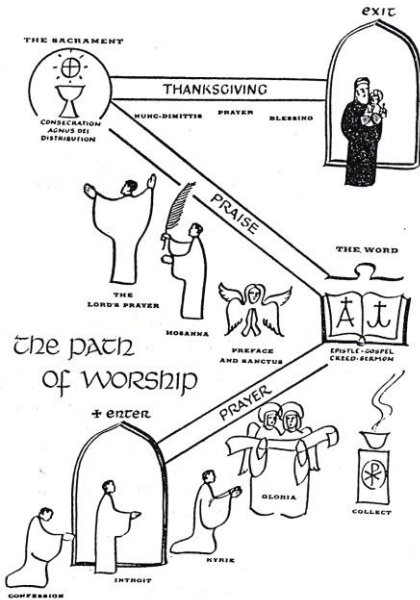 EXIT
THE SACRAMENT
THANKSGIVING
NUNC-DIMITTIS PRAYER BLESSING
CONSECRATION
AGNUS DEI
DISTRIBUTION
PRAISE
THE
LORD'S PRAYER
HOSANNA
PREFACE
AND SANCTUS
THE WORD
EPISTLE·GOSPEL
CREED·SERMON
the path
of worship
PRAYER
enter
GLORIA
COLLECT
KYRIE
INTROIT
CONFESSION